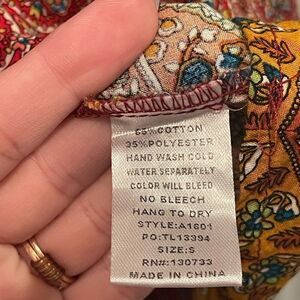 65%COTTON
35%POLYESTER
HAND WASH COLD
WATER SEPARATELY
COLOR WILL BLEED
NO BLEECH
HANG TO DRY
STYLE:A1601
PO:TL13394
SIZE:S
RN#:130733
MADE IN CHINA